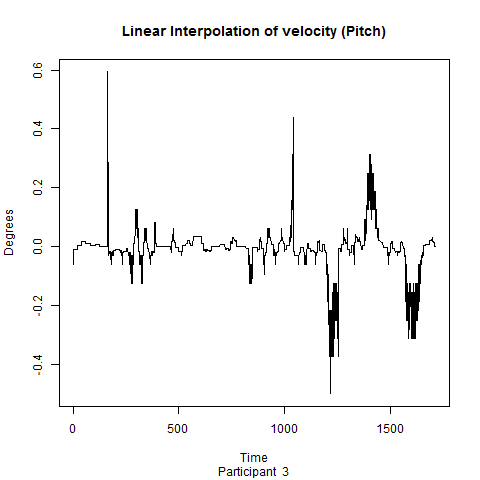 Linear Interpolation of velocity (Pitch)
0.6
0.4
0.2
0.0
-0.2
-0.4
Degrees
0 500 1000 1500
Time
Participant 3